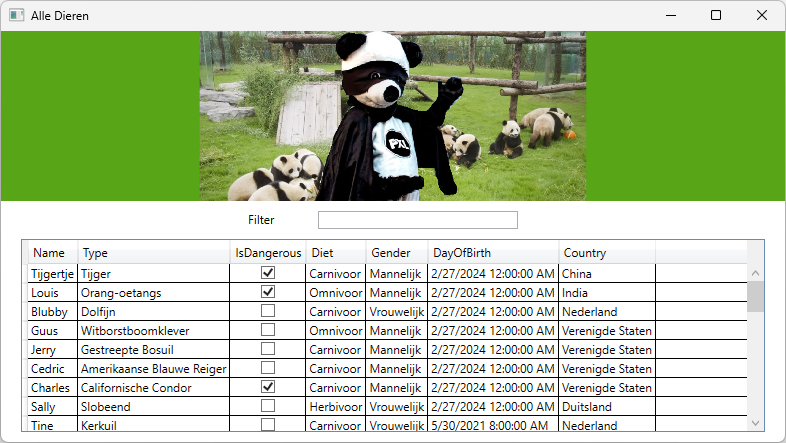 Alle Dieren
PXL
Filter
Name Type IsDangerous Diet Gender DayOfBirth Country
Tijgertje Tijger Carnivoor Mannelijk 2/27/2024 12:00:00 AM China
Louis Orang-oetangs Omnivoor Mannelijk 2/27/2024 12:00:00 AM India
Blubby Dolfijn Carnivoor Vrouwelijk 2/27/2024 12:00:00 AM Nederland
Guus Witborstboomklever Omnivoor Mannelijk 2/27/2024 12:00:00 AM Verenigde Staten
Jerry Gestreepte Bosuil Carnivoor Mannelijk 2/27/2024 12:00:00 AM Verenigde Staten
Cedric Amerikaanse Blauwe Reiger Carnivoor Mannelijk 2/27/2024 12:00:00 AM Verenigde Staten
Charles Californische Condor Carnivoor Mannelijk 2/27/2024 12:00:00 AM Verenigde Staten
Sally Slobeend Herbivoor Vrouwelijk 2/27/2024 12:00:00 AM Duitsland
Tine Kerkuil Carnivoor Vrouwelijk 5/30/2021 8:00:00 AM Nederland